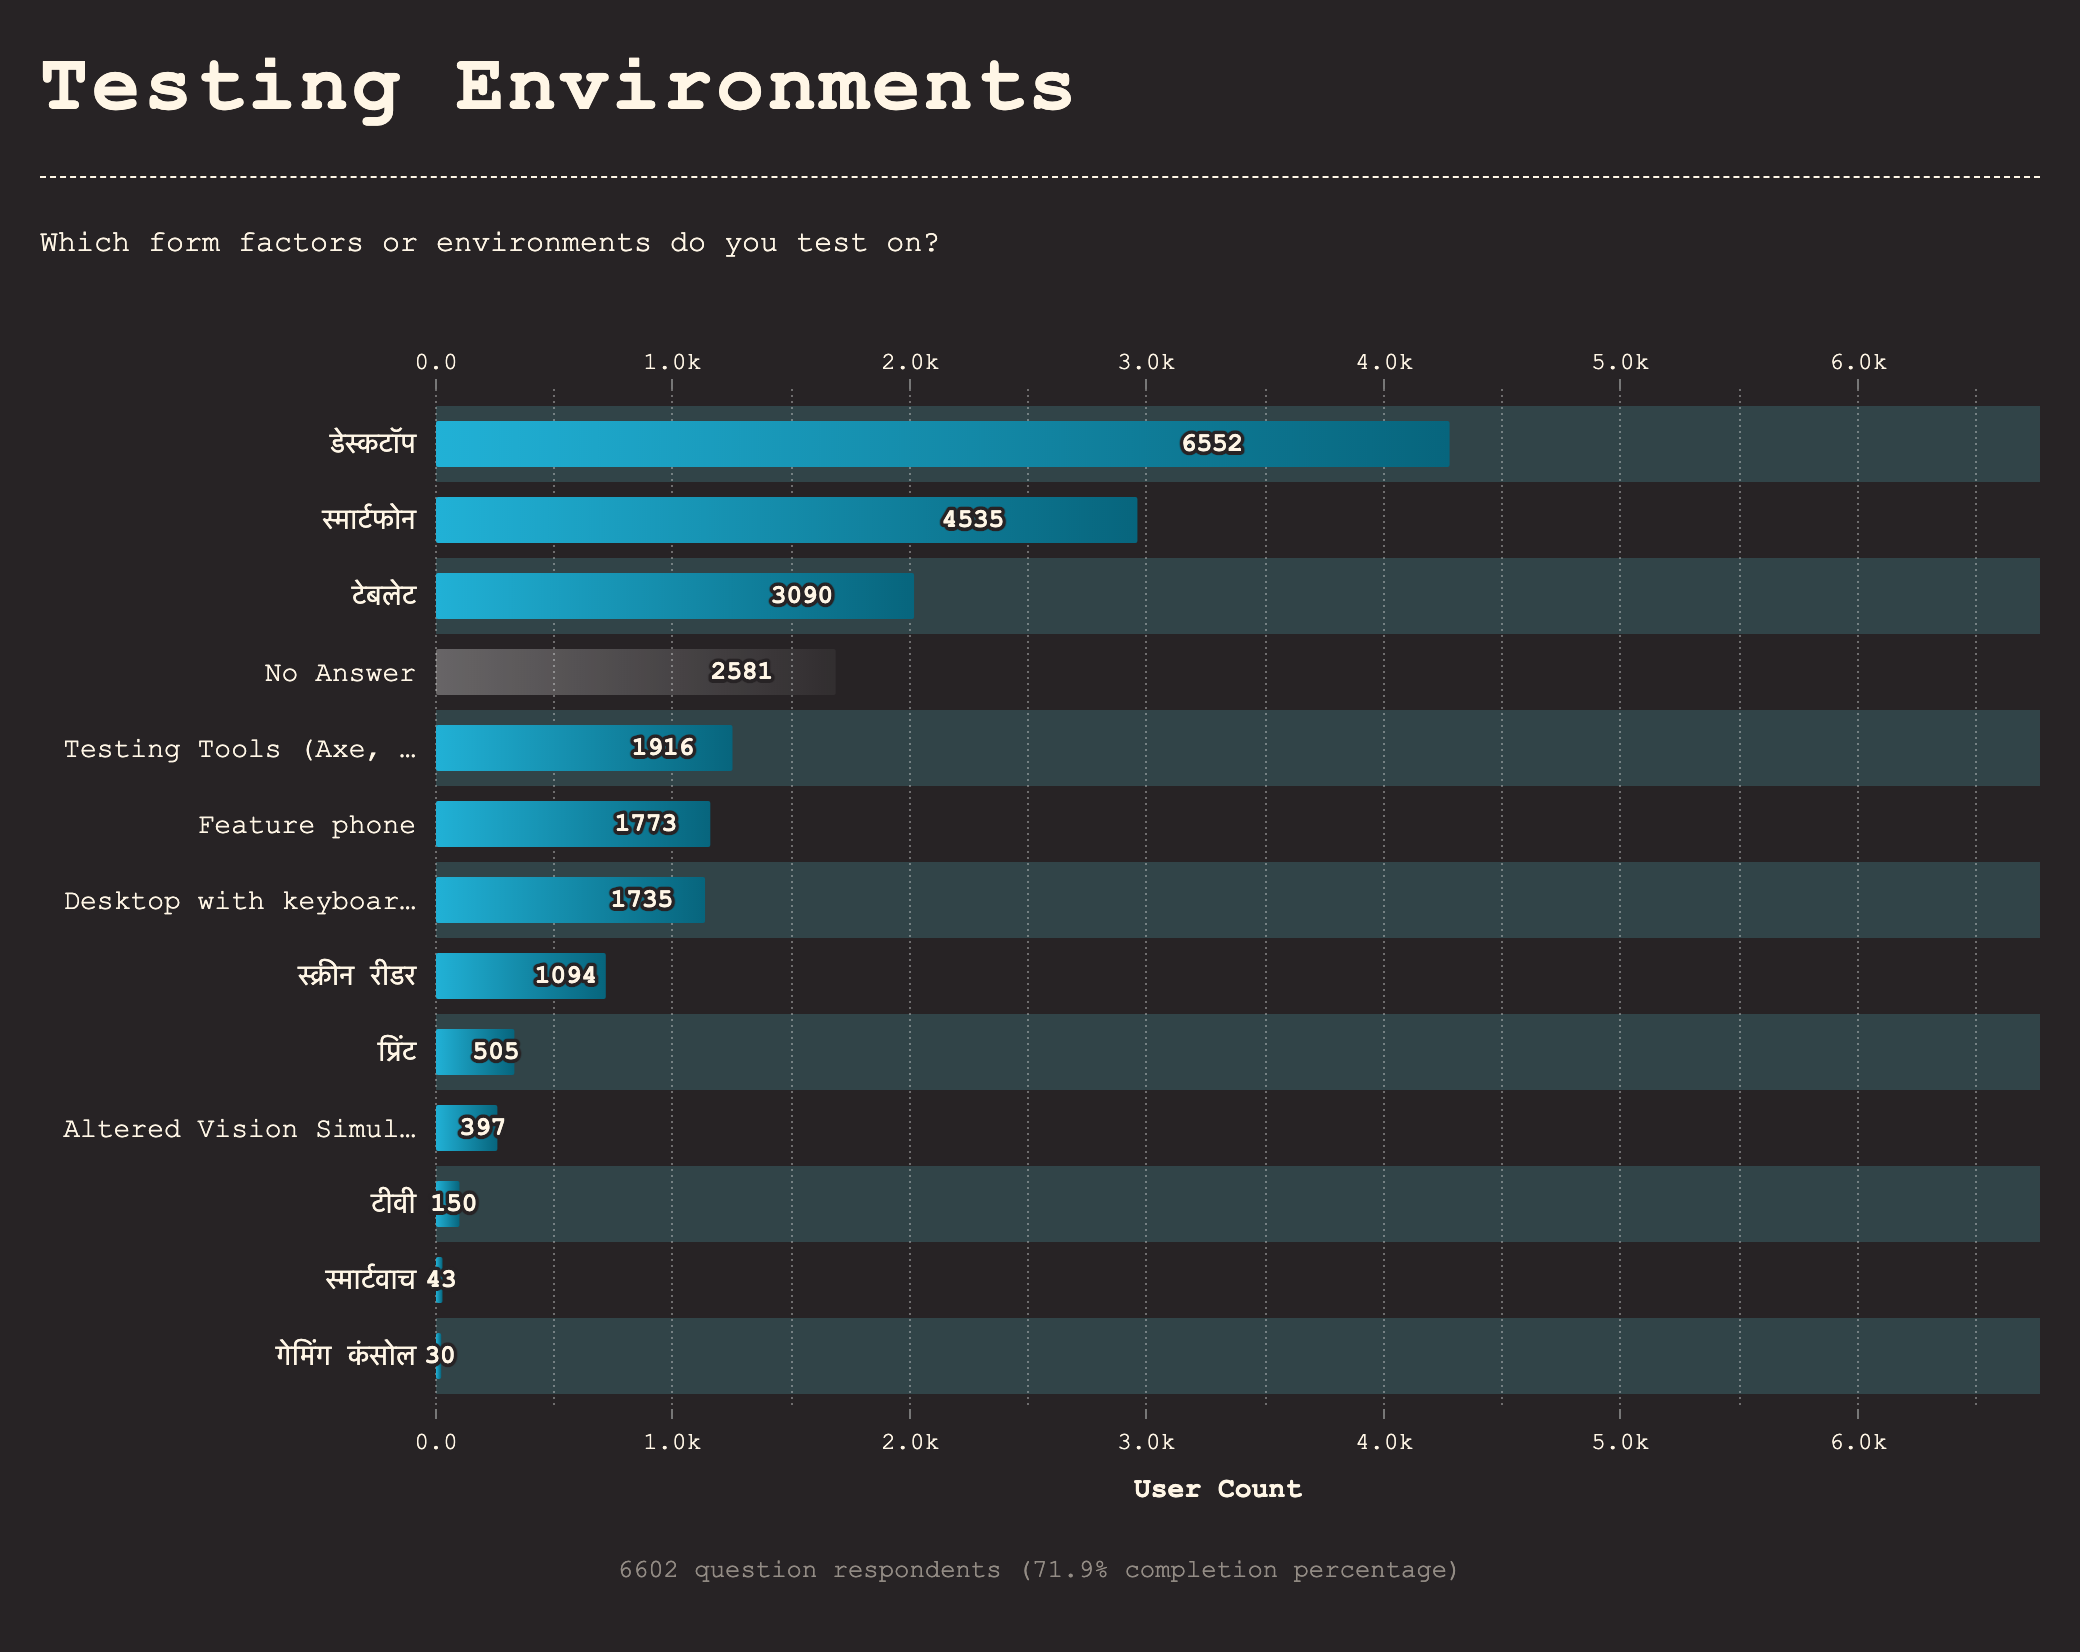 Testing Environments
Which form factors or environments do you test on?
0.0 1.0k 2.0k 3.0k 4.0k 5.0k 6.0k
डेस्कटॉप 6552
स्मार्टफोन 4535
टेबलेट 3090
No Answer 2581
Testing Tools (Axe, … 1916
Feature phone 1773
Desktop with keyboar… 1735
स्क्रीन रीडर 1094
प्रिंट 505
Altered Vision Simul… 397
टीवी 150
स्मार्टवाच 43
गेमिंग कंसोल 30
0.0 1.0k 2.0k 3.0k 4.0k 5.0k 6.0k
User Count
6602 question respondents (71.9% completion percentage)